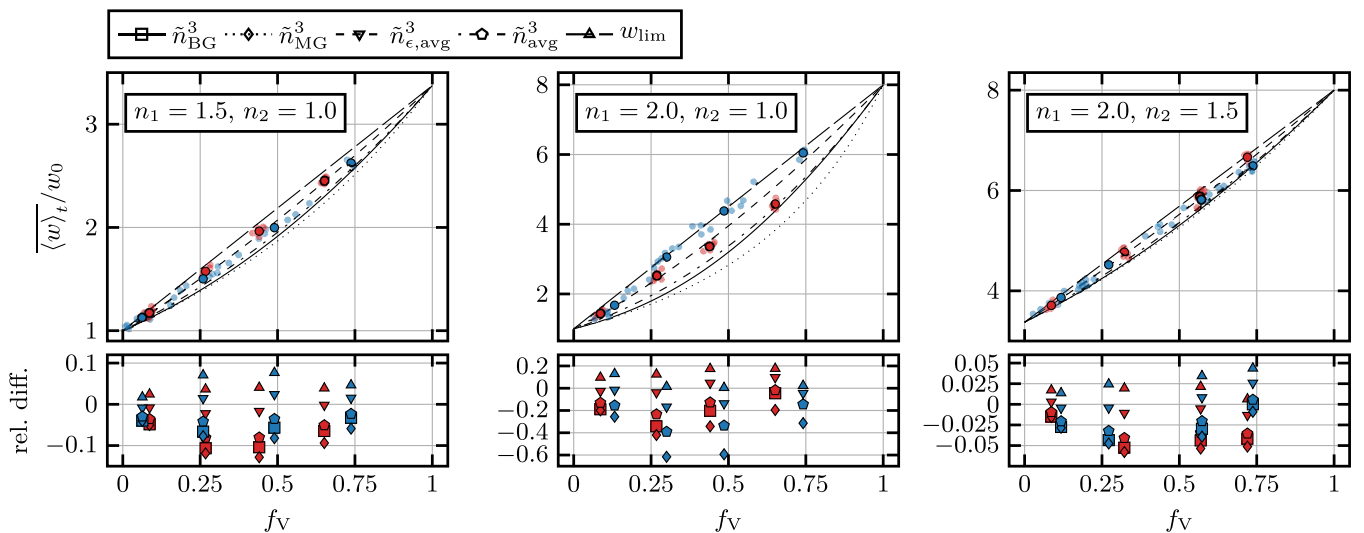 ñ³_BG ñ³_MG ñ³_ϵ,avg ñ³_avg w_lim
n₁ = 1.5, n₂ = 1.0
n₁ = 2.0, n₂ = 1.0
n₁ = 2.0, n₂ = 1.5
3
2
1
8
6
4
2
8
6
4
⟨w⟩_t/w₀
0.1
0
−0.1
0.2
0
−0.2
−0.4
−0.6
0.05
0.025
0
−0.025
−0.05
rel. diff.
0 0.25 0.5 0.75 1
0 0.25 0.5 0.75 1
0 0.25 0.5 0.75 1
f_V
f_V
f_V